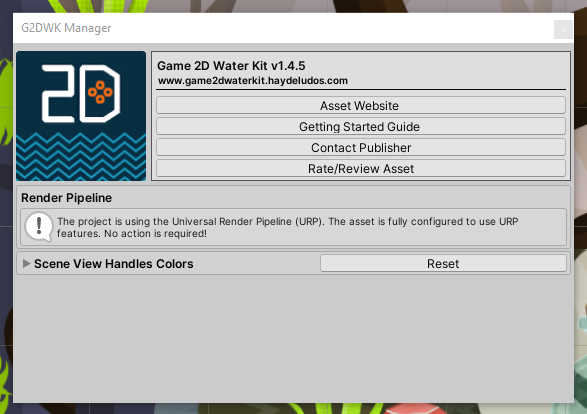 G2DWK Manager
2D
Game 2D Water Kit v1.4.5
www.game2dwaterkit.haydeludos.com
Asset Website
Getting Started Guide
Contact Publisher
Rate/Review Asset
Render Pipeline
The project is using the Universal Render Pipeline (URP). The asset is fully configured to use URP
features. No action is required!
Scene View Handles Colors
Reset